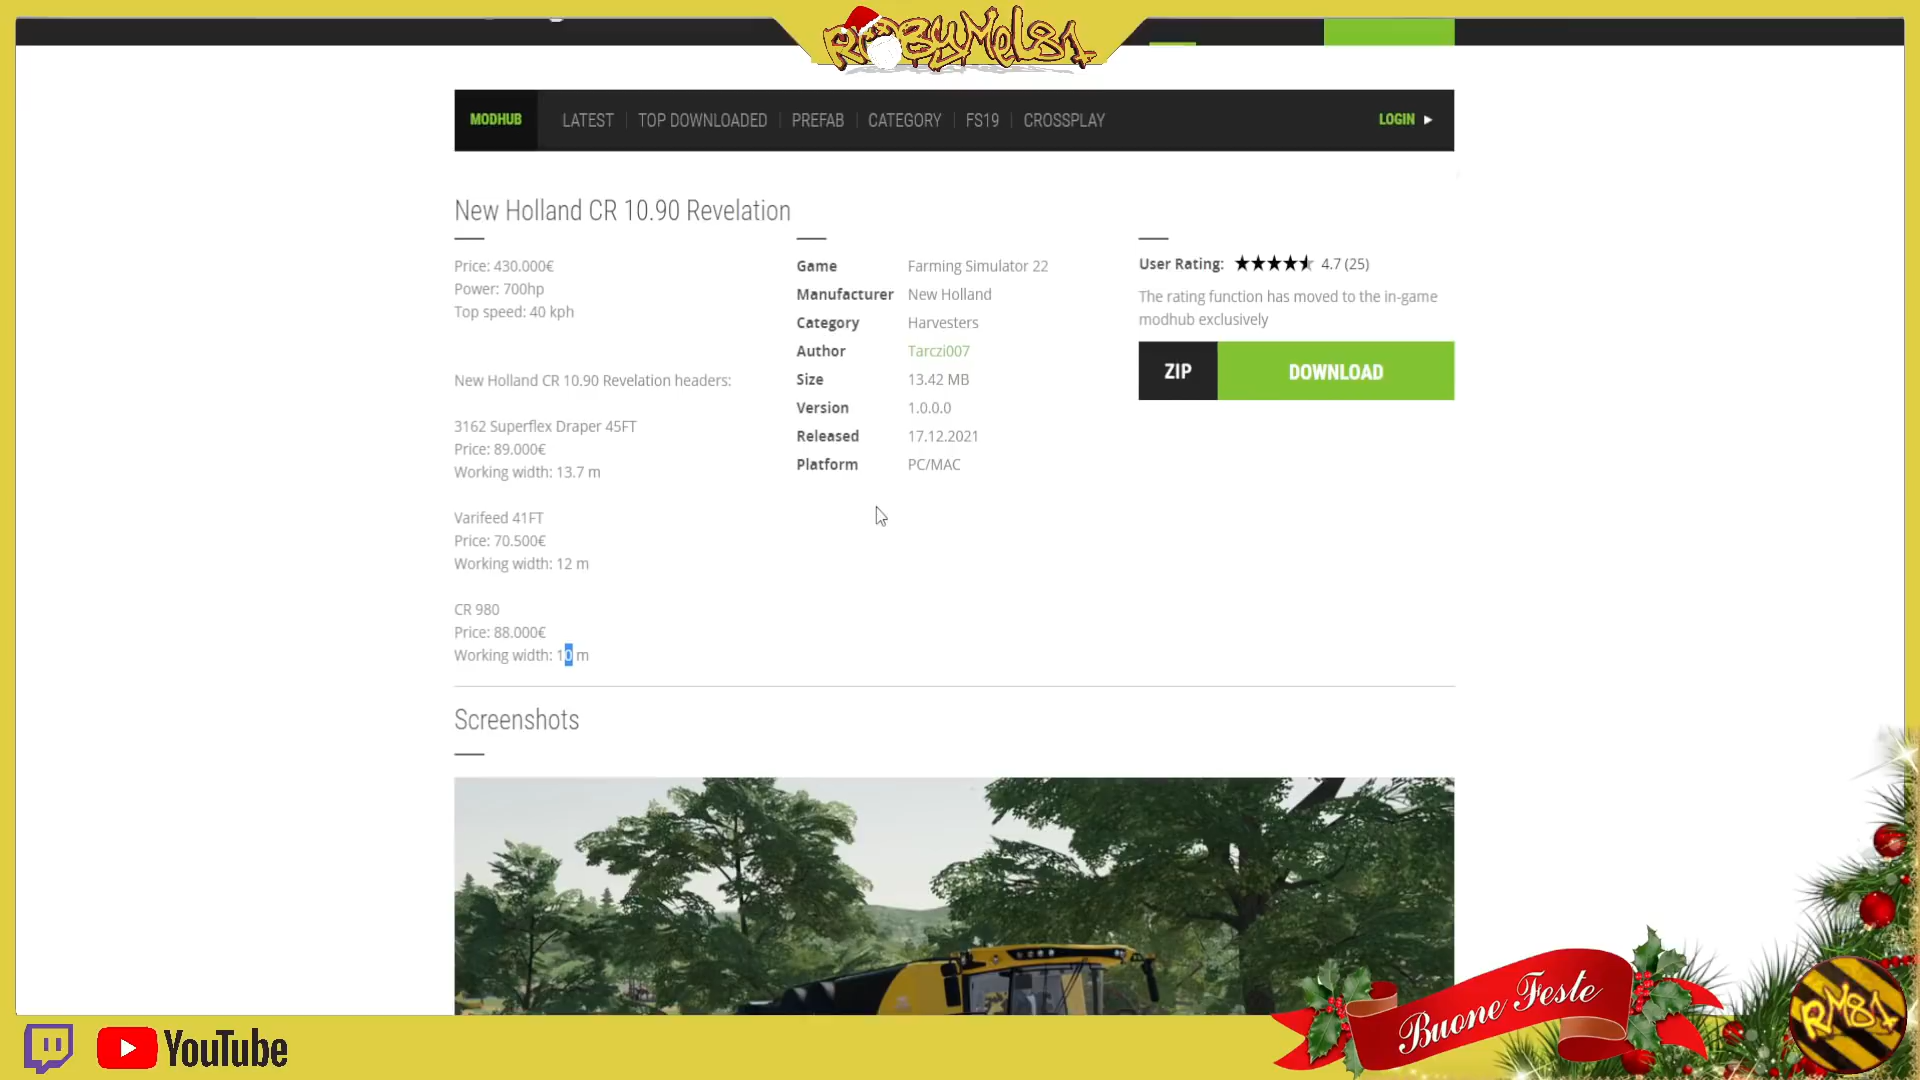 RobyMel81
MODHUB
LATEST
TOP DOWNLOADED
PREFAB
CATEGORY
FS19
CROSSPLAY
LOGIN
New Holland CR 10.90 Revelation
Price: 430.000€
Power: 700hp
Top speed: 40 kph
New Holland CR 10.90 Revelation headers:
3162 Superflex Draper 45FT
Price: 89.000€
Working width: 13.7 m
Varifeed 41FT
Price: 70.500€
Working width: 12 m
CR 980
Price: 88.000€
Working width: 10 m
Game Farming Simulator 22
Manufacturer New Holland
Category Harvesters
Author Tarczi007
Size 13.42 MB
Version 1.0.0.0
Released 17.12.2021
Platform PC/MAC
User Rating: 4.7 (25)
The rating function has moved to the in-game
modhub exclusively
ZIP DOWNLOAD
Screenshots
Buone Feste
RM81
YouTube